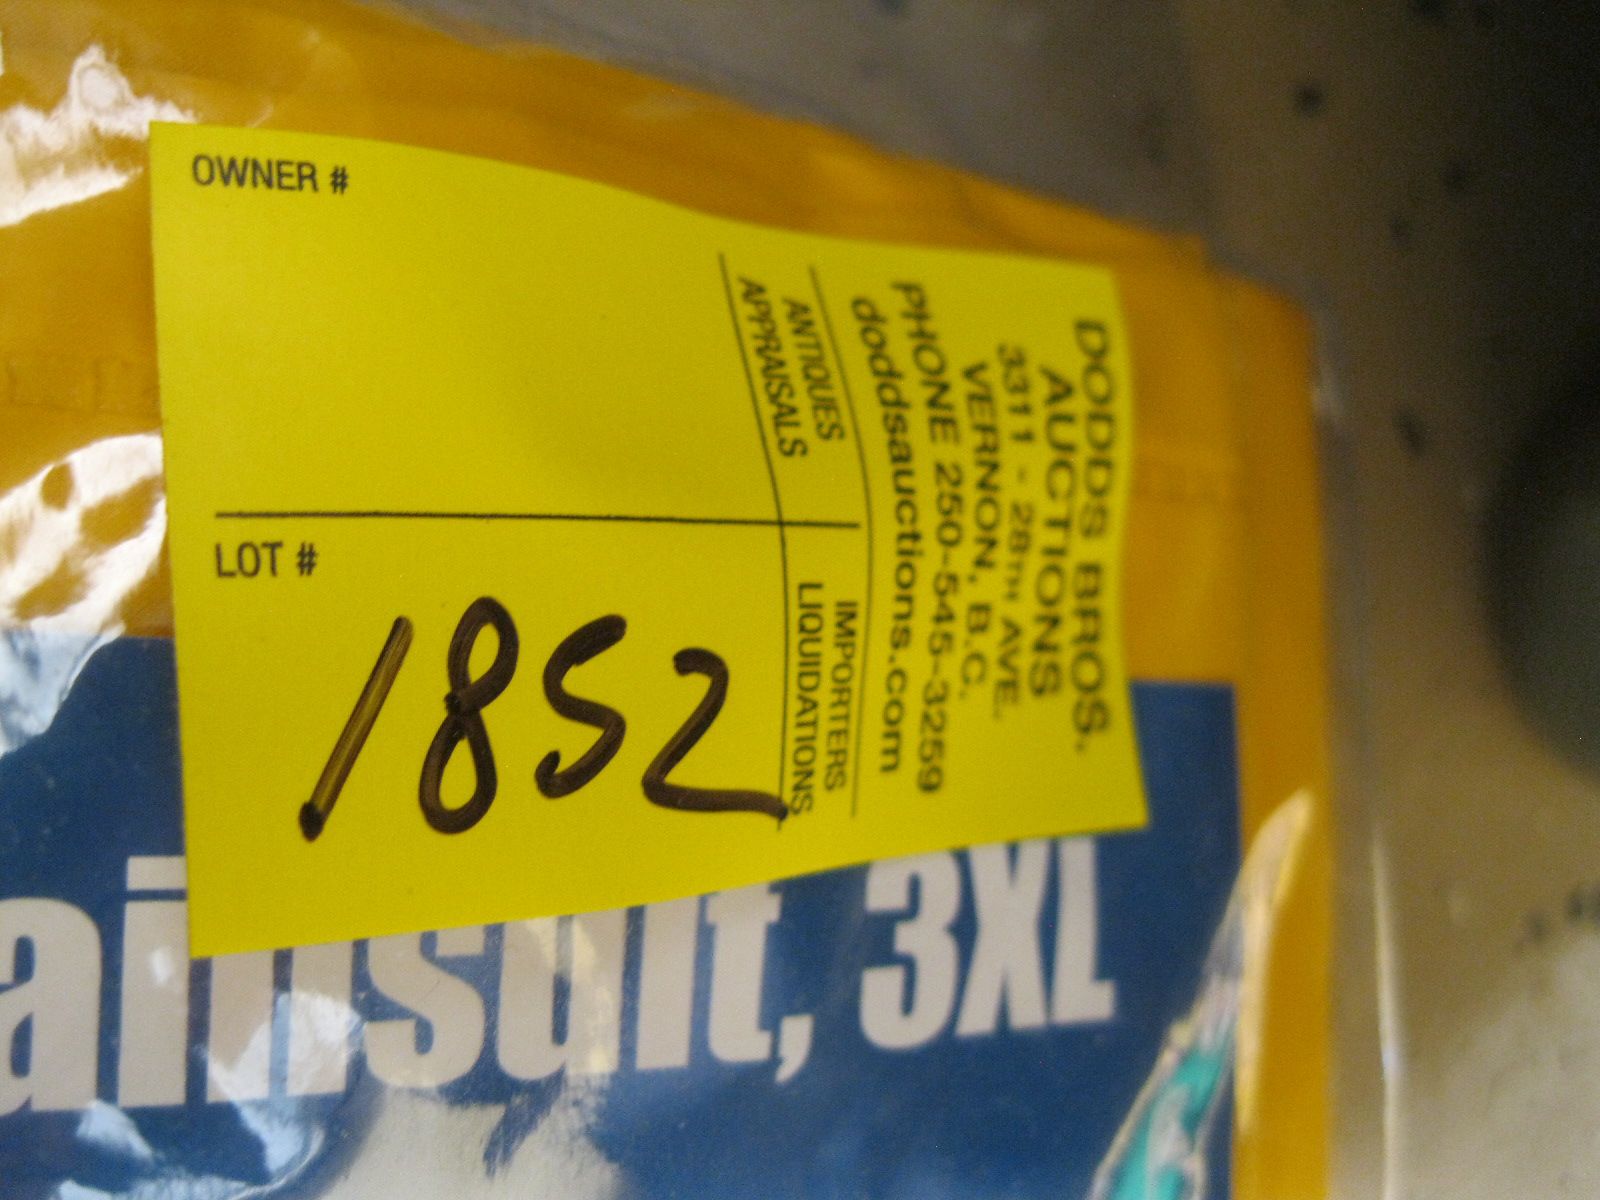 OWNER #
LOT #
1852
ANTIQUES
APPRAISALS
IMPORTERS
LIQUIDATIONS
DODDS BROS.
AUCTIONS
3311 - 28TH AVE.
VERNON, B.C.
PHONE 250-545-3259
doddsauctions.com
ainsuit, 3XL